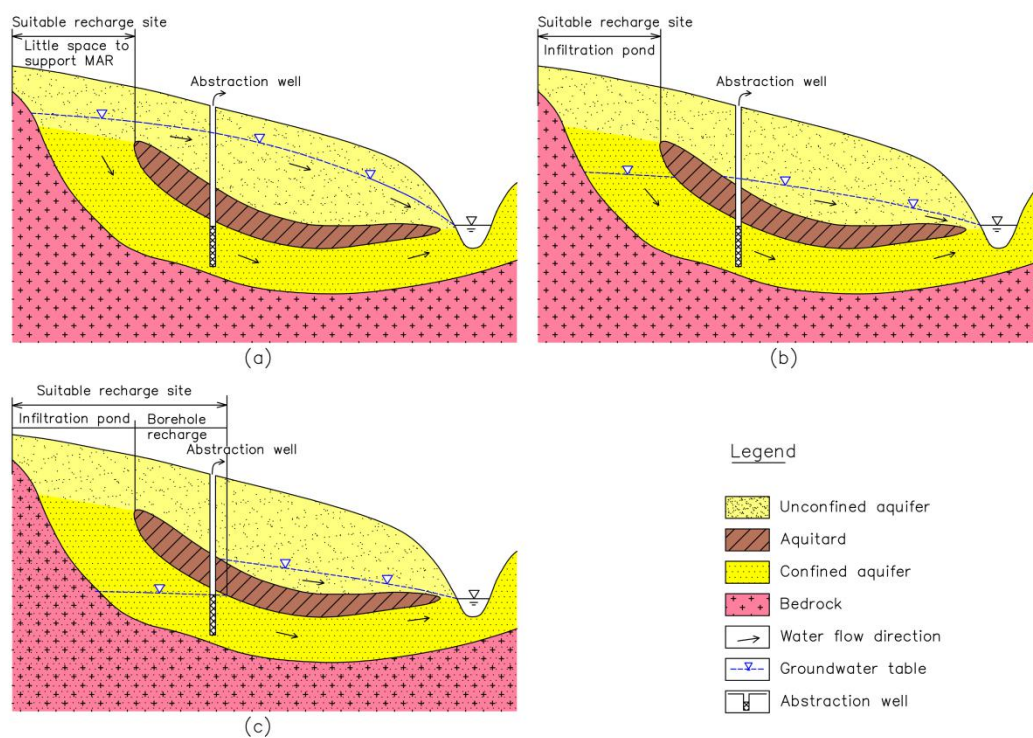 Suitable recharge site
Little space to
support MAR
Abstraction well
(a)
Suitable recharge site
Infiltration pond
Abstraction well
(b)
Suitable recharge site
Infiltration pond
Borehole
recharge
Abstraction well
(c)
Legend
Unconfined aquifer
Aquitard
Confined aquifer
Bedrock
Water flow direction
Groundwater table
Abstraction well